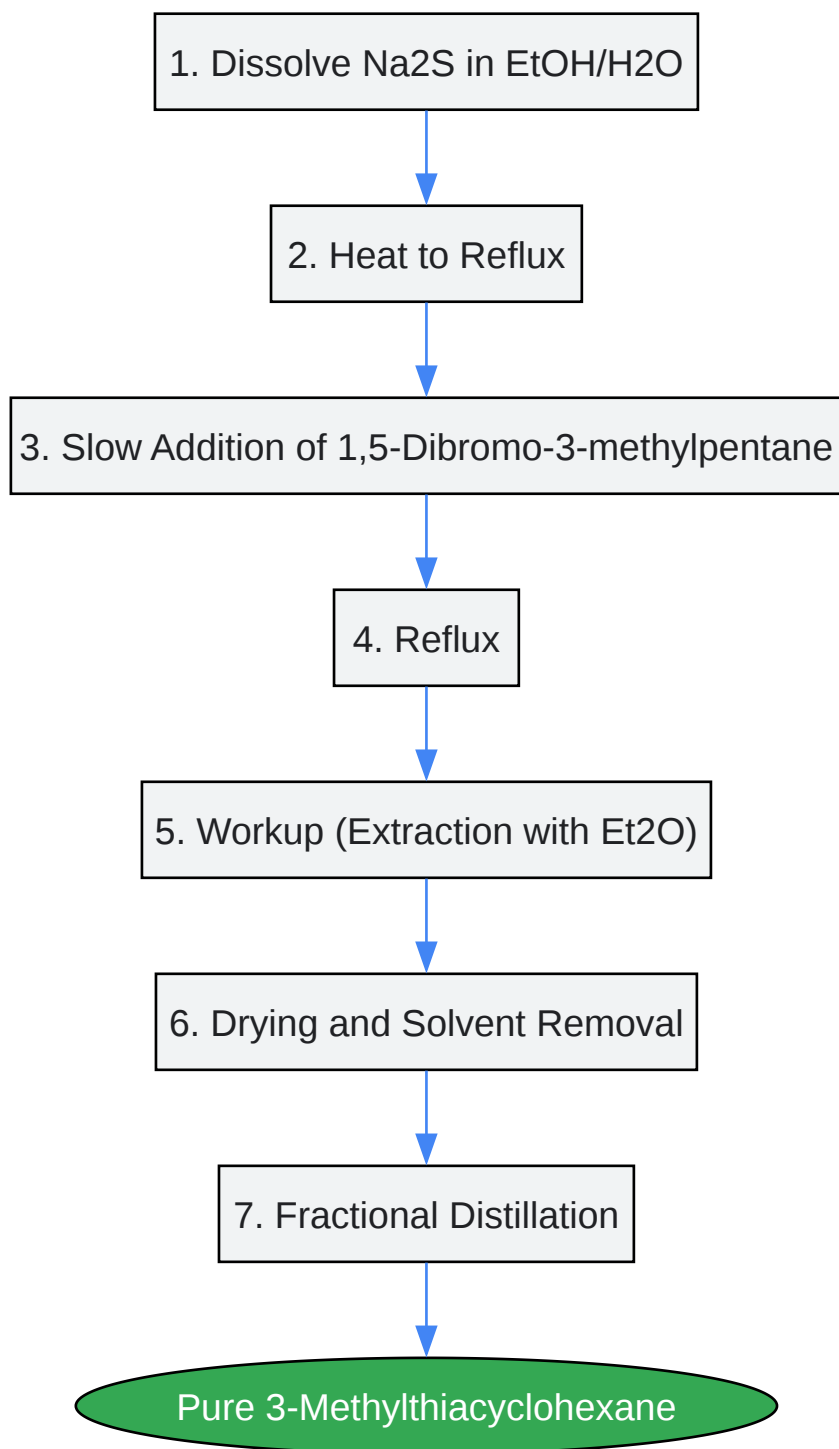 1. Dissolve Na2S in EtOH/H2O
2. Heat to Reflux
3. Slow Addition of 1,5-Dibromo-3-methylpentane
4. Reflux
5. Workup (Extraction with Et2O)
6. Drying and Solvent Removal
7. Fractional Distillation
Pure 3-Methylthiacyclohexane